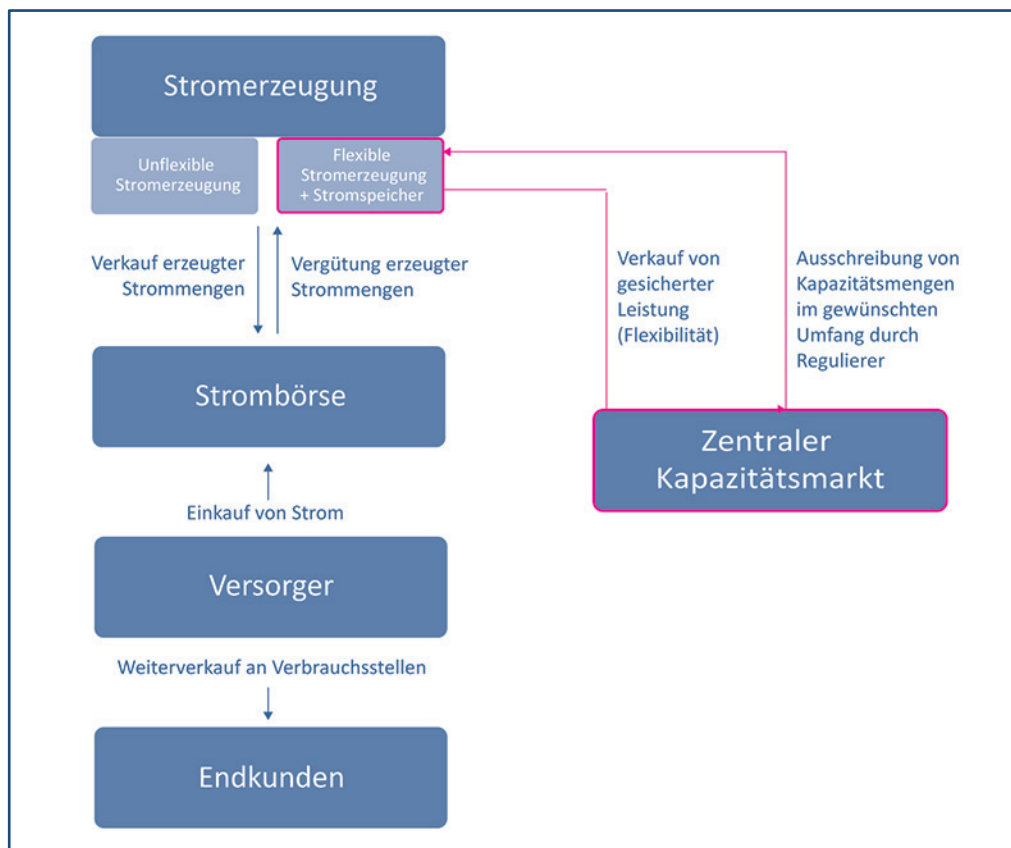 Stromerzeugung
Unflexible
Stromerzeugung
Flexible
Stromerzeugung
+ Stromspeicher
Verkauf erzeugter
Strommengen
Vergütung erzeugter
Strommengen
Verkauf von
gesicherter
Leistung
(Flexibilität)
Ausschreibung von
Kapazitätsmengen
im gewünschten
Umfang durch
Regulierer
Strombörse
Zentraler
Kapazitätsmarkt
Einkauf von Strom
Versorger
Weiterverkauf an Verbrauchsstellen
Endkunden